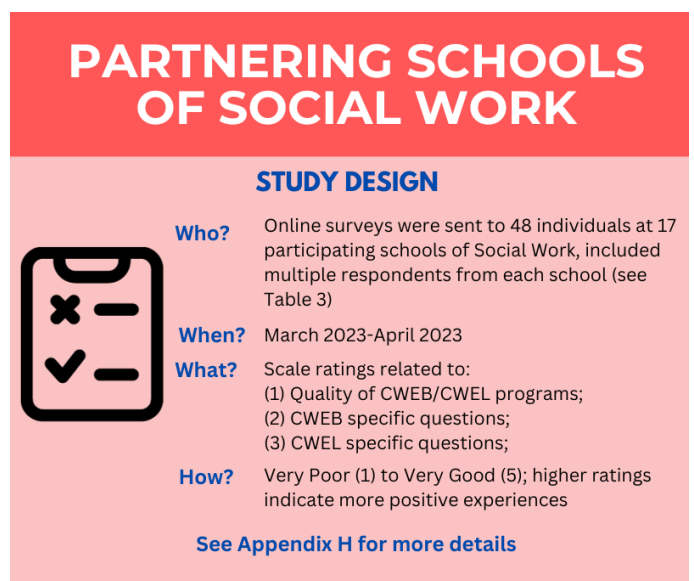 PARTNERING SCHOOLS
OF SOCIAL WORK
STUDY DESIGN
Who?
Online surveys were sent to 48 individuals at 17
participating schools of Social Work, included
multiple respondents from each school (see
Table 3)
When?
March 2023-April 2023
What?
Scale ratings related to:
(1) Quality of CWEB/CWEL programs;
(2) CWEB specific questions;
(3) CWEL specific questions;
How?
Very Poor (1) to Very Good (5); higher ratings
indicate more positive experiences
See Appendix H for more details